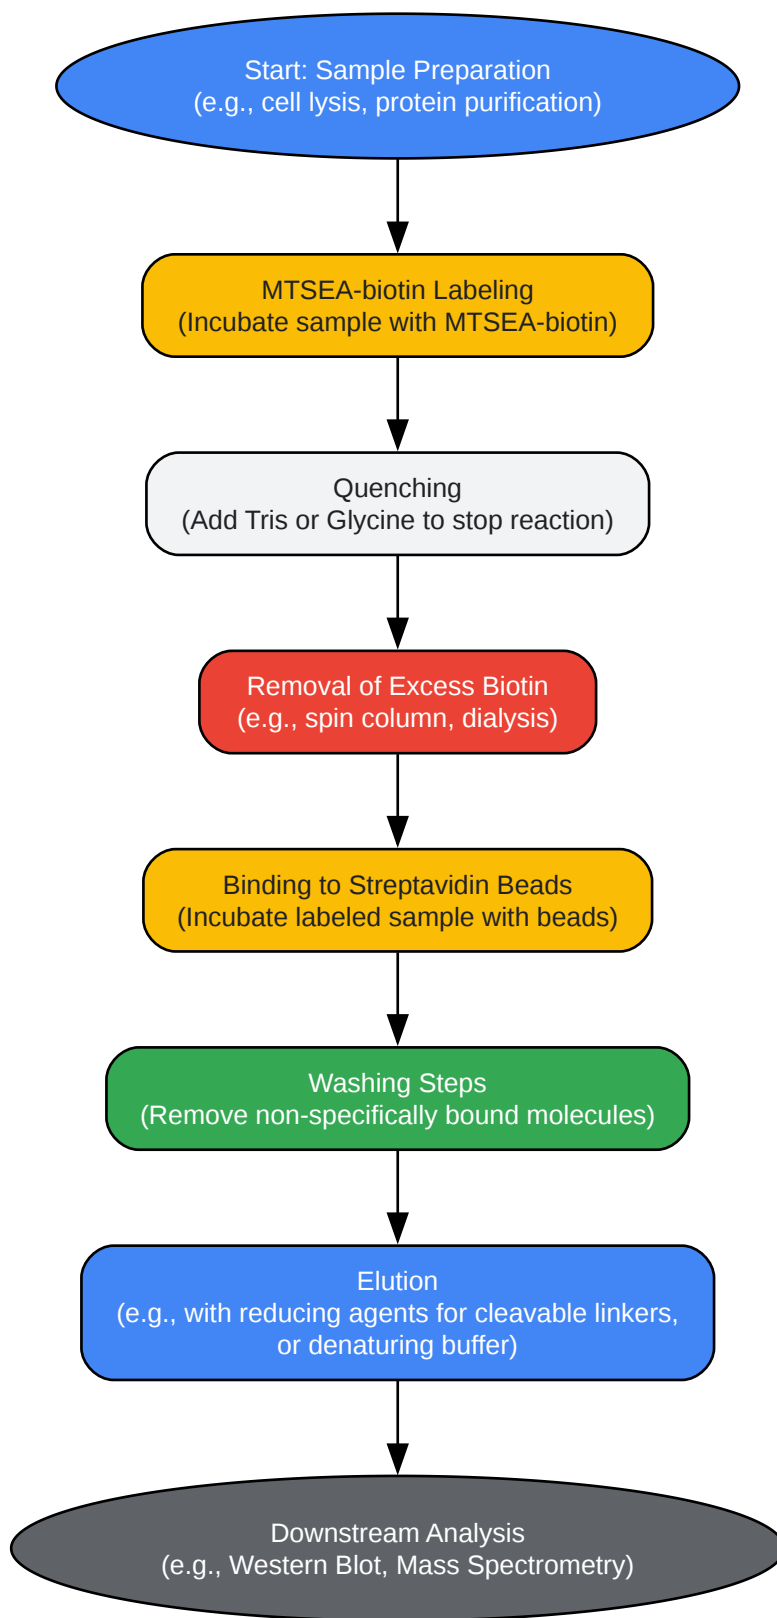 Start: Sample Preparation
(e.g., cell lysis, protein purification)
MTSEA-biotin Labeling
(Incubate sample with MTSEA-biotin)
Quenching
(Add Tris or Glycine to stop reaction)
Removal of Excess Biotin
(e.g., spin column, dialysis)
Binding to Streptavidin Beads
(Incubate labeled sample with beads)
Washing Steps
(Remove non-specifically bound molecules)
Elution
(e.g., with reducing agents for cleavable linkers,
or denaturing buffer)
Downstream Analysis
(e.g., Western Blot, Mass Spectrometry)